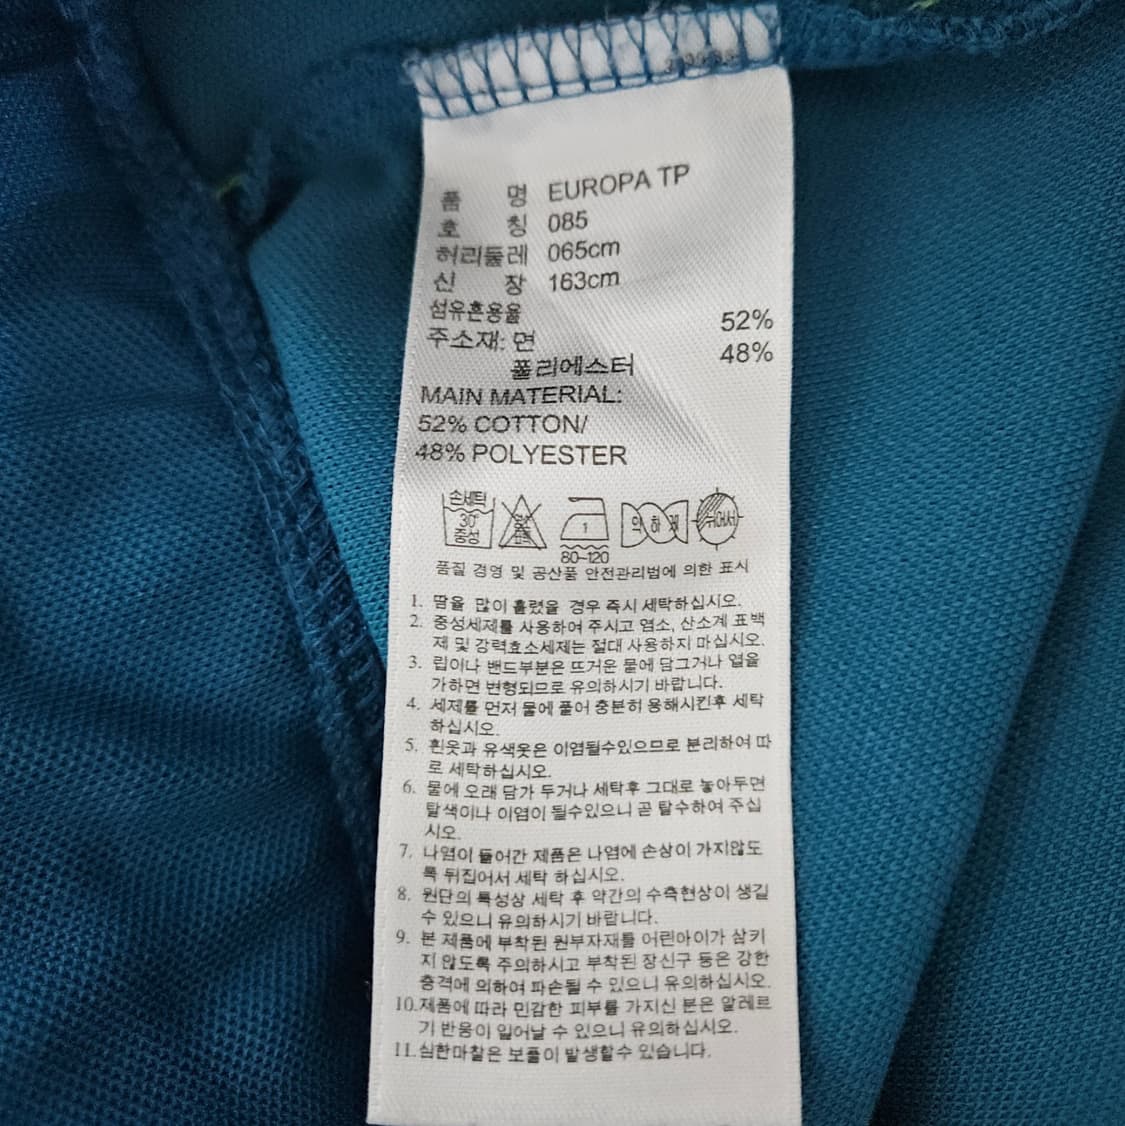 품 명 EUROPA TP
호 칭 085
허리둘레 065cm
신 장 163cm
섬유혼용율
주소재: 면 52%
폴리에스터 48%
MAIN MATERIAL:
52% COTTON/
48% POLYESTER
손세탁 30° 중성 염소표백 1 80~120 약하게 뉘어서
품질 경영 및 공산품 안전관리법에 의한 표시
1. 땀을 많이 흘렸을 경우 즉시 세탁하십시오.
2. 중성세제를 사용하여 주시고 염소, 산소계 표백
제 및 강력효소세제는 절대 사용하지 마십시오.
3. 립이나 밴드부분은 뜨거운 물에 담그거나 열을
가하면 변형되므로 유의하시기 바랍니다.
4. 세제를 먼저 물에 풀어 충분히 용해시킨후 세탁
하십시오.
5. 흰옷과 유색옷은 이염될수있으므로 분리하여 따
로 세탁하십시오.
6. 물에 오래 담가 두거나 세탁후 그대로 놓아두면
탈색이나 이염이 될수있으니 곧 탈수하여 주십
시오.
7. 나염이 들어간 제품은 나염에 손상이 가지않도
록 뒤집어서 세탁 하십시오.
8. 원단의 특성상 세탁 후 약간의 수축현상이 생길
수 있으니 유의하시기 바랍니다.
9. 본 제품에 부착된 원부자재를 어린아이가 삼키
지 않도록 주의하시고 부착된 장신구 등은 강한
충격에 의하여 파손될 수 있으니 유의하십시오.
10.제품에 따라 민감한 피부를 가지신 분은 알레르
기 반응이 일어날 수 있으니 유의하십시오.
11.심한마찰은 보풀이 발생할수 있습니다.